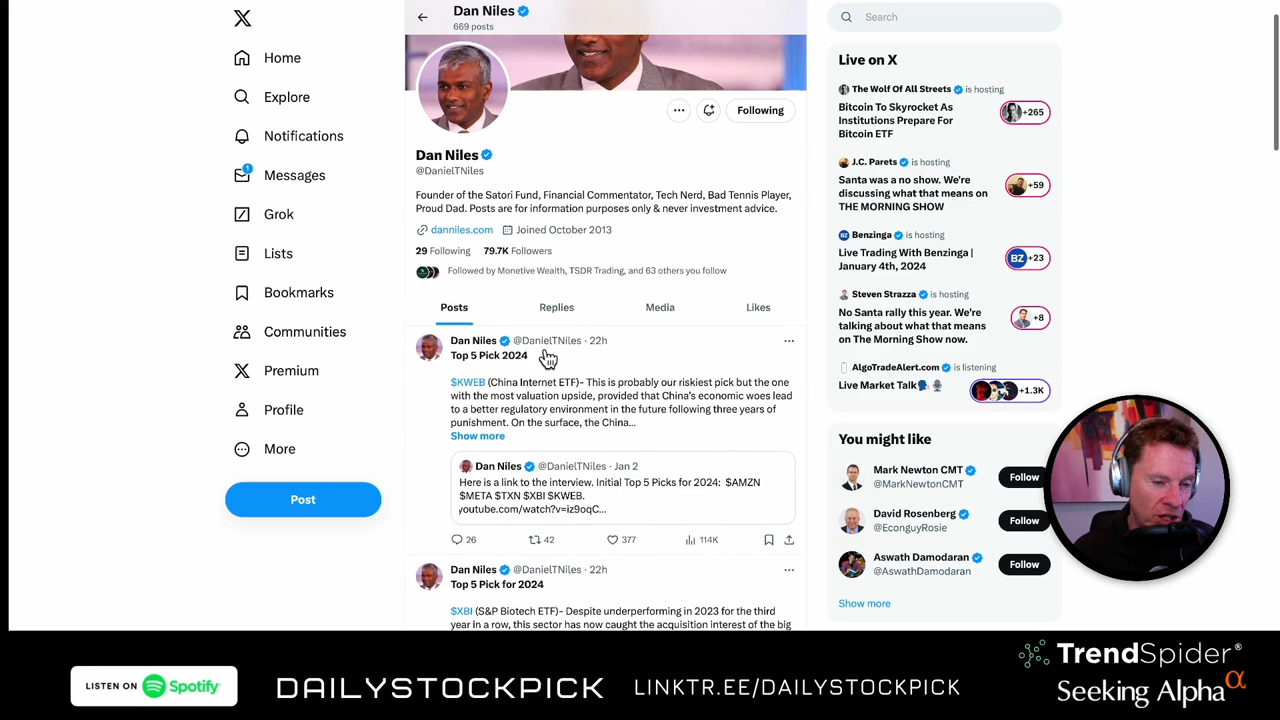 Home
Explore
Notifications
1
Messages
Grok
Lists
Bookmarks
Communities
Premium
Profile
More
Post
Dan Niles
669 posts
Following
Dan Niles
@DanielTNiles
Founder of the Satori Fund, Financial Commentator, Tech Nerd, Bad Tennis Player,
Proud Dad. Posts are for information purposes only & never investment advice.
danniles.com Joined October 2013
29 Following 79.7K Followers
Followed by Monetive Wealth, TSDR Trading, and 63 others you follow
Posts Replies Media Likes
Dan Niles @DanielTNiles · 22h
Top 5 Pick 2024
$KWEB (China Internet ETF)- This is probably our riskiest pick but the one
with the most valuation upside, provided that China's economic woes lead
to a better regulatory environment in the future following three years of
punishment. On the surface, the China...
Show more
Dan Niles @DanielTNiles · Jan 2
Here is a link to the interview. Initial Top 5 Picks for 2024: $AMZN
$META $TXN $XBI $KWEB.
youtube.com/watch?v=iz9oqC...
26 42 377 114K
Dan Niles @DanielTNiles · 22h
Top 5 Pick for 2024
$XBI (S&P Biotech ETF)- Despite underperforming in 2023 for the third
year in a row, this sector has now caught the acquisition interest of the big
Search
Live on X
The Wolf Of All Streets is hosting
Bitcoin To Skyrocket As
Institutions Prepare For
Bitcoin ETF
+265
J.C. Parets is hosting
Santa was a no show. We're
discussing what that means on
THE MORNING SHOW
+59
BZ Benzinga is hosting
Live Trading With Benzinga |
January 4th, 2024
BZ +23
Steven Strazza is hosting
No Santa rally this year. We're
talking about what that means
on The Morning Show now.
+8
AlgoTradeAlert.com is listening
Live Market Talk
+1.3K
You might like
Mark Newton CMT
@MarkNewtonCMT
Follow
David Rosenberg
@EconguyRosie
Follow
Aswath Damodaran
@AswathDamodaran
Follow
Show more
LISTEN ON Spotify
DAILYSTOCKPICK
LINKTR.EE/DAILYSTOCKPICK
TrendSpider®
Seeking Alpha α